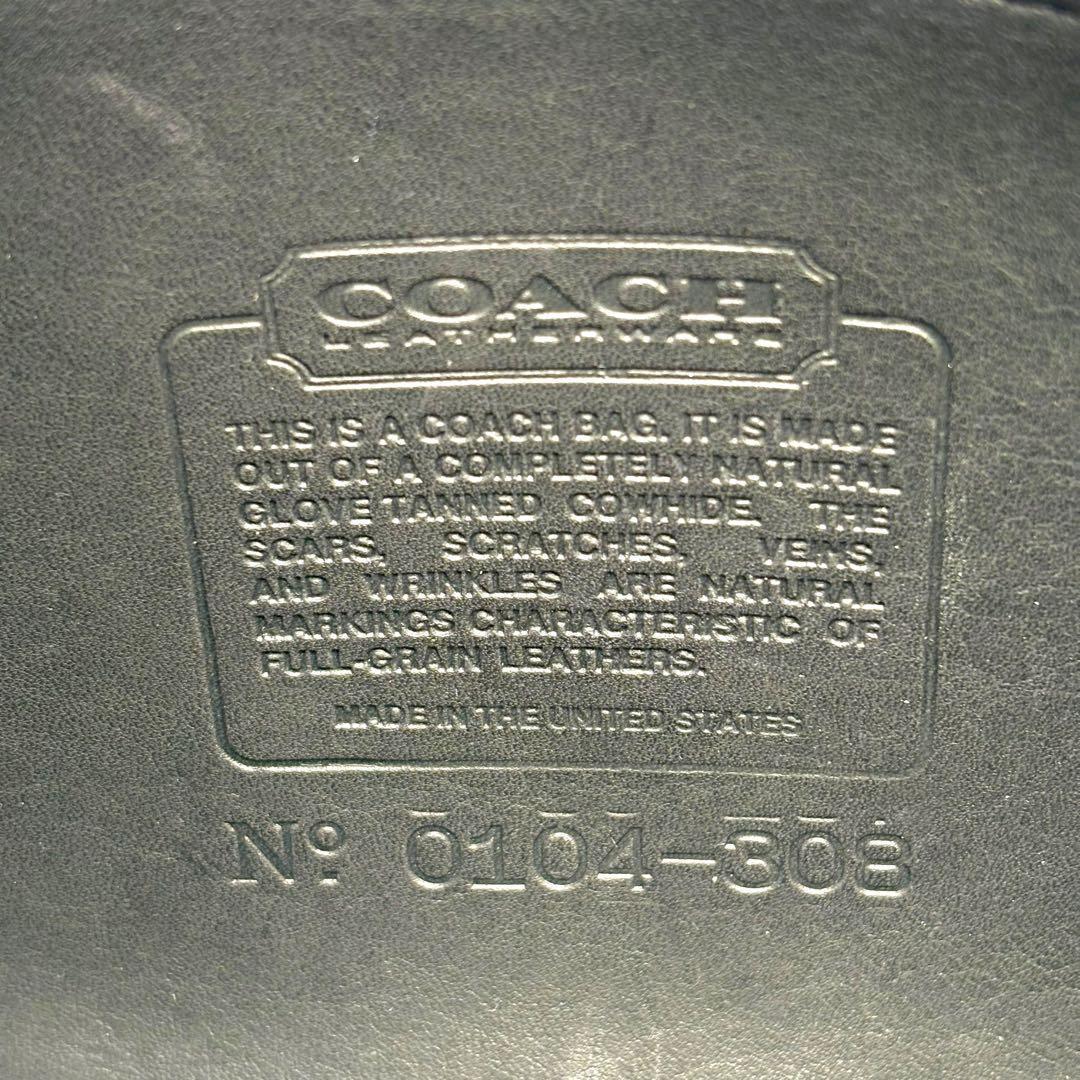 COACH
LEATHERWARE
THIS IS A COACH BAG. IT IS MADE
OUT OF A COMPLETELY NATURAL
GLOVE TANNED COWHIDE. THE
SCARS, SCRATCHES, VEINS,
AND WRINKLES ARE NATURAL
MARKINGS CHARACTERISTIC OF
FULL-GRAIN LEATHERS.
MADE IN THE UNITED STATES
Nº 0104-308